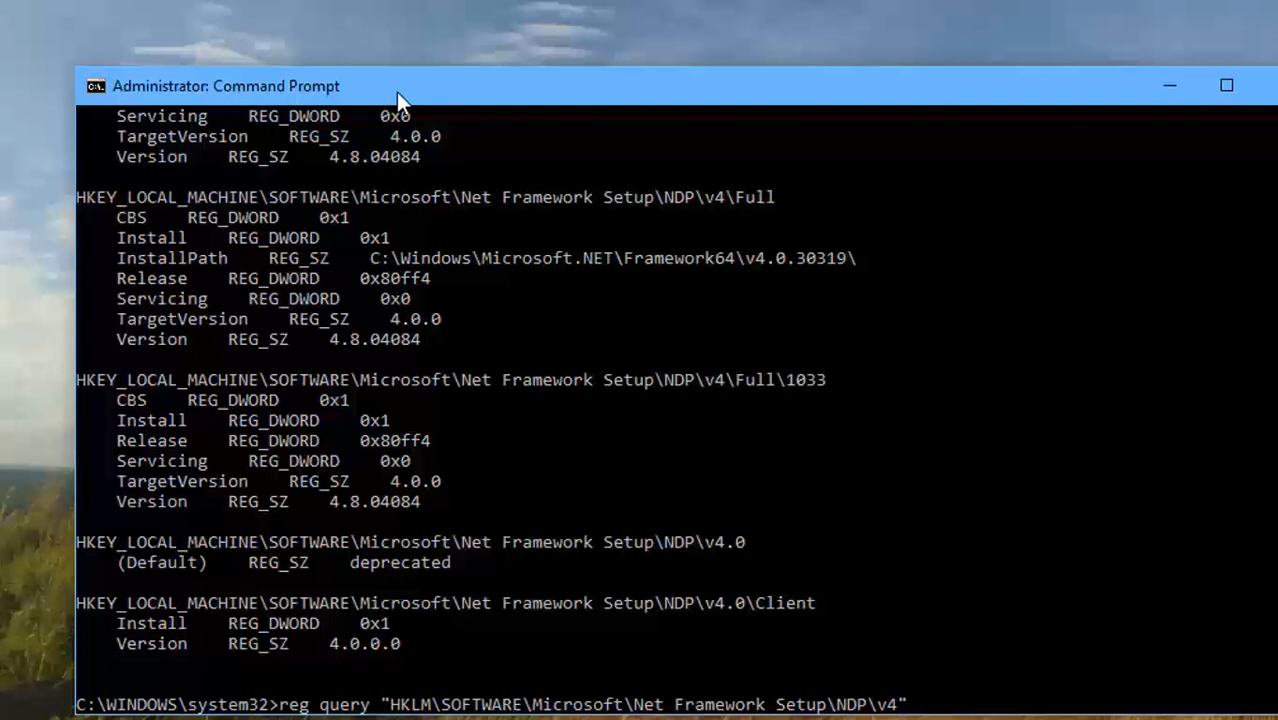 Administrator: Command Prompt
Servicing    REG_DWORD    0x0
TargetVersion    REG_SZ    4.0.0
Version    REG_SZ    4.8.04084
HKEY_LOCAL_MACHINE\SOFTWARE\Microsoft\Net Framework Setup\NDP\v4\Full
CBS    REG_DWORD    0x1
Install    REG_DWORD    0x1
InstallPath    REG_SZ    C:\Windows\Microsoft.NET\Framework64\v4.0.30319\
Release    REG_DWORD    0x80ff4
Servicing    REG_DWORD    0x0
TargetVersion    REG_SZ    4.0.0
Version    REG_SZ    4.8.04084
HKEY_LOCAL_MACHINE\SOFTWARE\Microsoft\Net Framework Setup\NDP\v4\Full\1033
CBS    REG_DWORD    0x1
Install    REG_DWORD    0x1
Release    REG_DWORD    0x80ff4
Servicing    REG_DWORD    0x0
TargetVersion    REG_SZ    4.0.0
Version    REG_SZ    4.8.04084
HKEY_LOCAL_MACHINE\SOFTWARE\Microsoft\Net Framework Setup\NDP\v4.0
(Default)    REG_SZ    deprecated
HKEY_LOCAL_MACHINE\SOFTWARE\Microsoft\Net Framework Setup\NDP\v4.0\Client
Install    REG_DWORD    0x1
Version    REG_SZ    4.0.0.0
C:\WINDOWS\system32>reg query "HKLM\SOFTWARE\Microsoft\Net Framework Setup\NDP\v4"